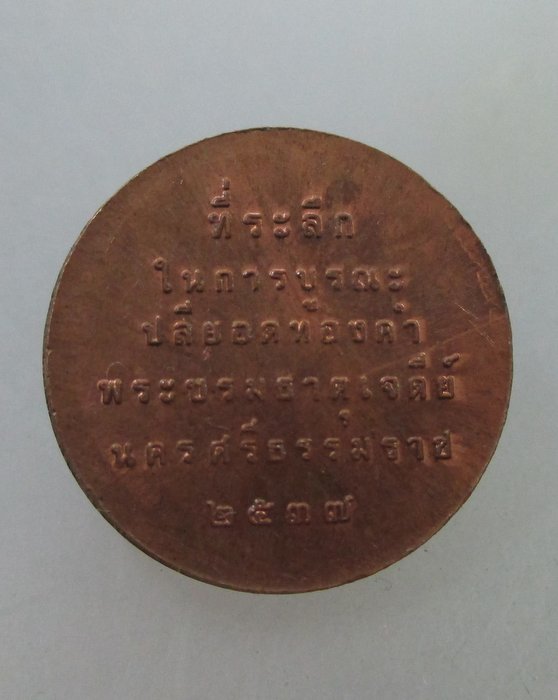 ที่ระลึก
ในการบูรณะ
ปลียอดทองคำ
พระบรมธาตุเจดีย์
นครศรีธรรมราช
๒๕๓๗